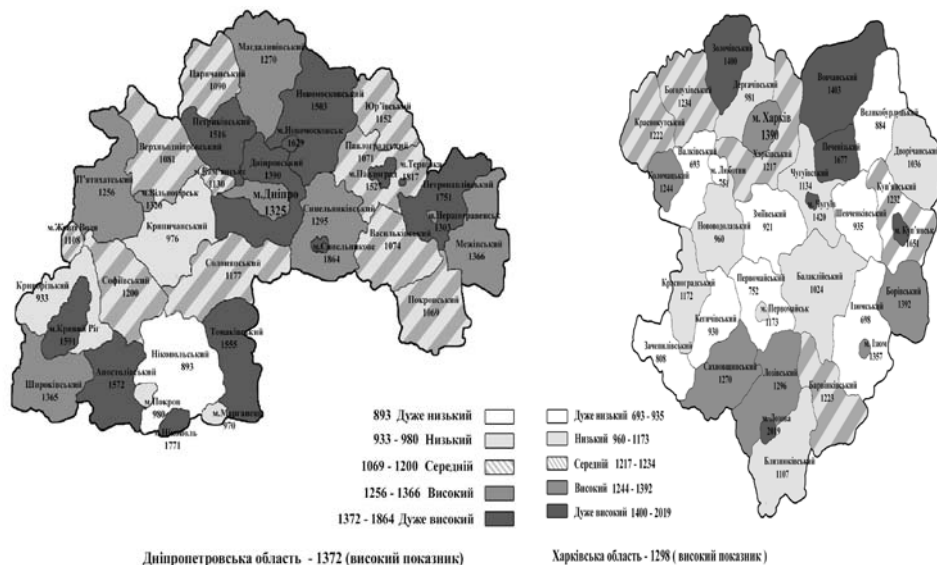 Магдалинівський
1270
Царичанський
1090
Новомосковський
1503
Юр'ївський
1152
Петриківський
1516
м.Новомосковськ
1629
Верхньодніпровський
1081
Павлоградський
1071
м.Тернівка
1317
Дніпровський
1390
м.Павлоград
1527
П'ятихатський
1256
1130
м.Вільногірськ
1320
Петропавлівський
1751
м.Дніпро
1325
Синельниківський
1295
м.Першотравенськ
1303
Криничанський
976
м.Жовті Води
1108
Васильківський
1074
Межівський
1366
м.Синельникове
1864
Солонянський
1177
Криворізький
933
Софіївський
1200
Покровський
1069
м.Кривий Ріг
1591
Томаківський
1555
Нікопольський
893
Широківський
1365
Апостолівський
1572
м.Покров
980
м.Марганець
970
м.Нікополь
1771
893 Дуже низький
933 - 980 Низький
1069 - 1200 Середній
1256 - 1366 Високий
1372 - 1864 Дуже високий
Дніпропетровська область - 1372 (високий показник)
Золочівський
1400
Вовчанський
1403
Дергачівський
981
Богодухівський
1234
Великобурлуцький
884
Краснокутський
1222
м. Харків
1390
Дворічанський
1036
Валківський
693
Печенізький
1677
м. Люботин
751
Харківський
1217
Коломацький
1244
Чугуївський
1134
Куп'янський
1232
м. Чугуїв
1420
Шевченківський
935
Зміївський
921
Нововодолазький
960
м. Куп'янськ
1651
Красноградський
1172
Первомайський
752
Балаклійський
1024
Борівський
1392
Ізюмський
698
м. Первомайськ
1173
Кегичівський
930
Зачепилівський
808
м. Ізюм
1357
Сахновщинський
1270
Лозівський
1296
Барвінківський
1223
м. Лозова
2019
Близнюківський
1107
Дуже низький 693 - 935
Низький 960 - 1173
Середній 1217 - 1234
Високий 1244 - 1392
Дуже високий 1400 - 2019
Харківська область - 1298 ( високий показник )